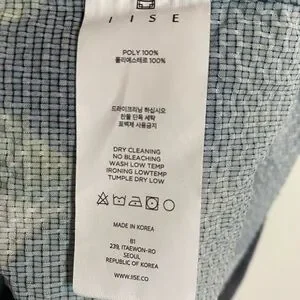 IISE
POLY 100%
폴리에스테르 100%
드라이크리닝 하십시오
찬물 단독 세탁
표백제 사용금지
DRY CLEANING
NO BLEACHING
WASH LOW TEMP
IRONING LOWTEMP
TUMPLE DRY LOW
MADE IN KOREA
B1
239, ITAEWON-RO
SEOUL
REPUBLIC OF KOREA
WWW.IISE.CO